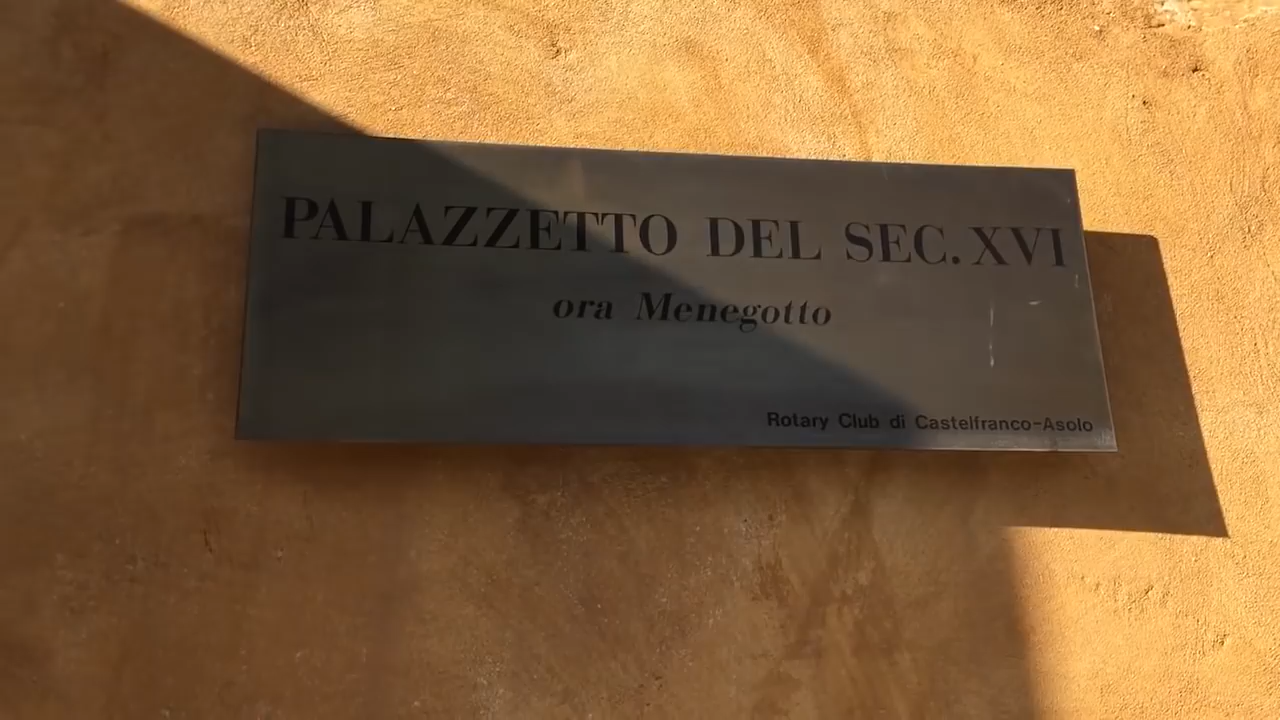 PALAZZETTO DEL SEC. XVI
ora Menegotto
Rotary Club di Castelfranco-Asolo